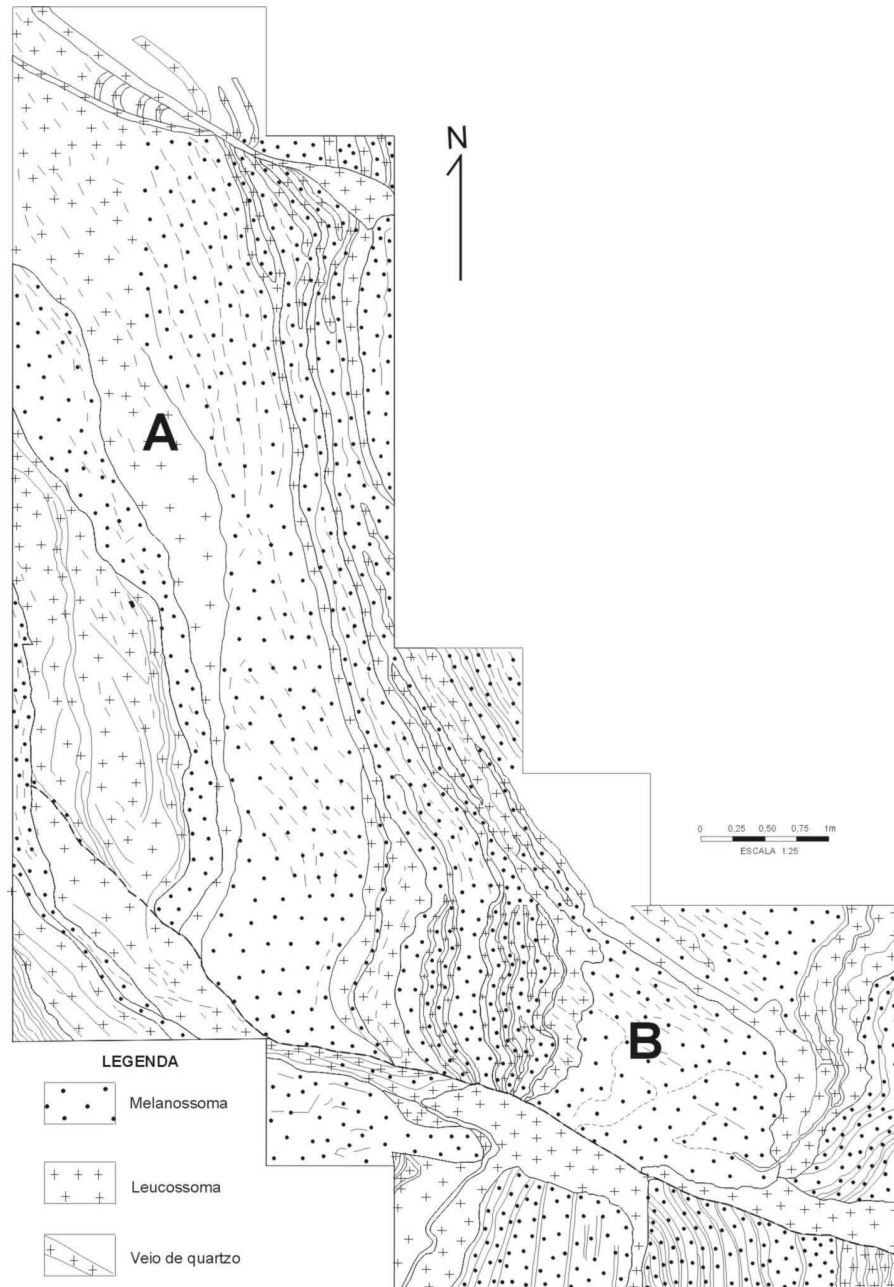 N
A
0 0,25 0,50 0,75 1m
ESCALA 1:25
B
LEGENDA
Melanossoma
Leucossoma
Veio de quartzo